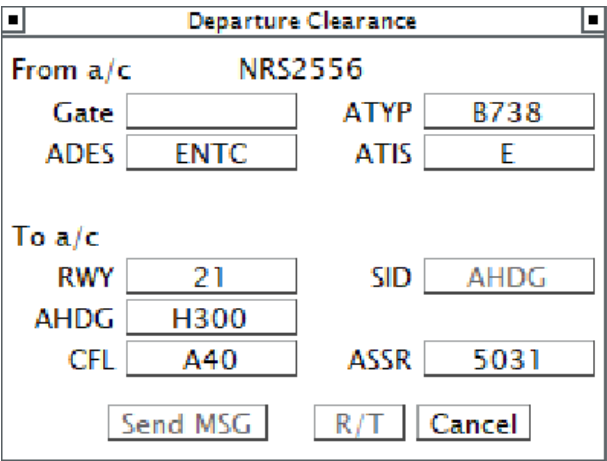 Departure Clearance
From a/c NRS2556
Gate ATYP B738
ADES ENTC ATIS E
To a/c
RWY 21 SID AHDG
AHDG H300
CFL A40 ASSR 5031
Send MSG R/T Cancel